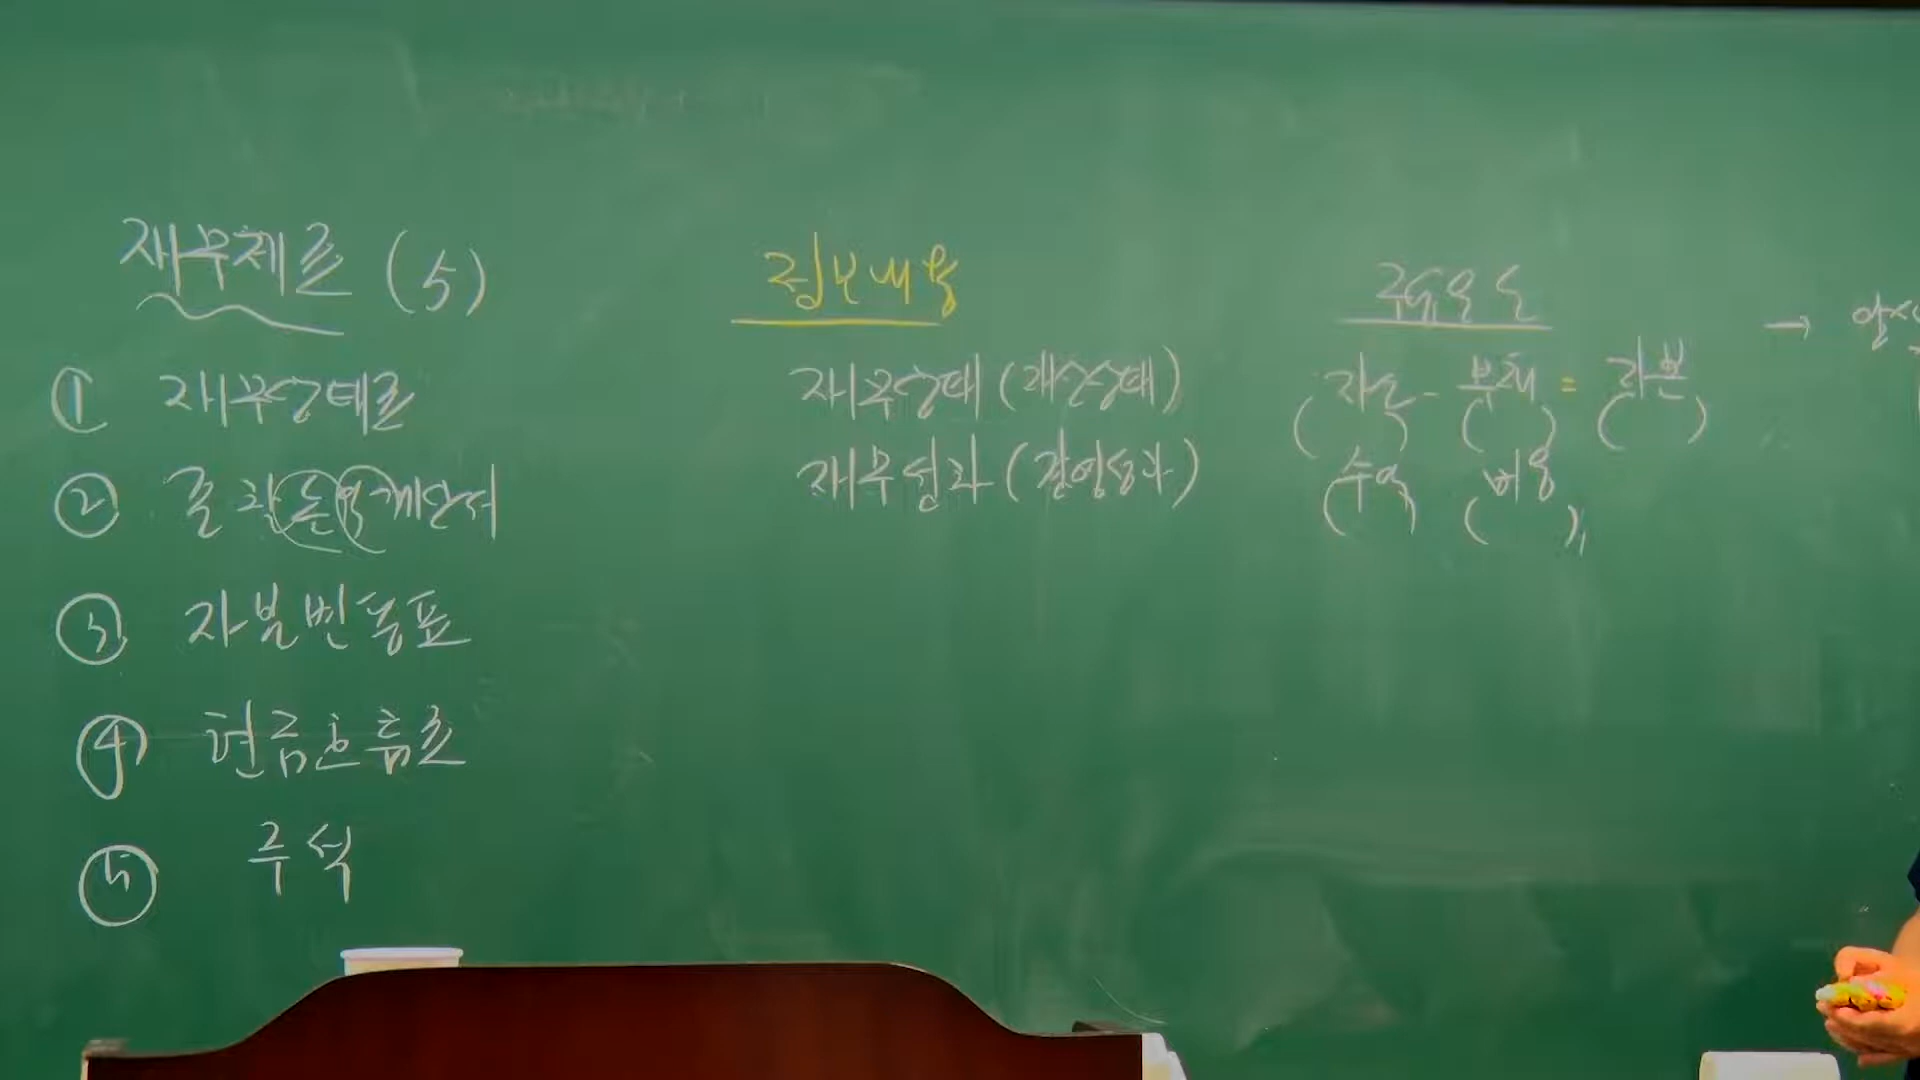 재무제표 (5)
정보내용
주요요소
→
① 재무상태표
재무상태 (재산상태)
자산 - 부채 = 자본
( ) ( ) ( )
② 포괄손익계산서
재무성과 (경영성과)
(수익) (비용)
③ 자본변동표
④ 현금흐름표
⑤ 주석